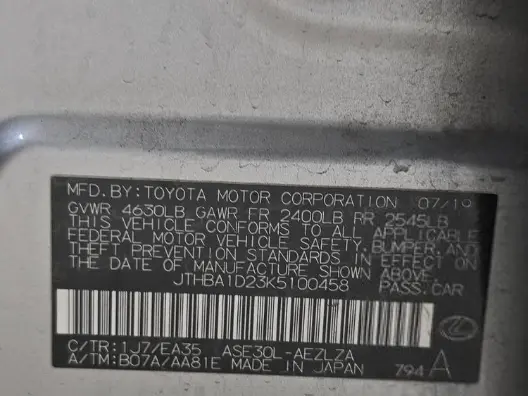 MFD. BY: TOYOTA MOTOR CORPORATION 07/19
GVWR 4630LB GAWR FR 2400LB RR 2545LB
THIS VEHICLE CONFORMS TO ALL APPLICABLE
FEDERAL MOTOR VEHICLE SAFETY, BUMPER, AND
THEFT PREVENTION STANDARDS IN EFFECT ON
THE DATE OF MANUFACTURE SHOWN ABOVE.
JTHBA1D23K5100458 PASS. CAR
C/TR: 1J7/EA35 ASE30L-AEZLZA
A/TM: B07A/AA81E MADE IN JAPAN 794 A